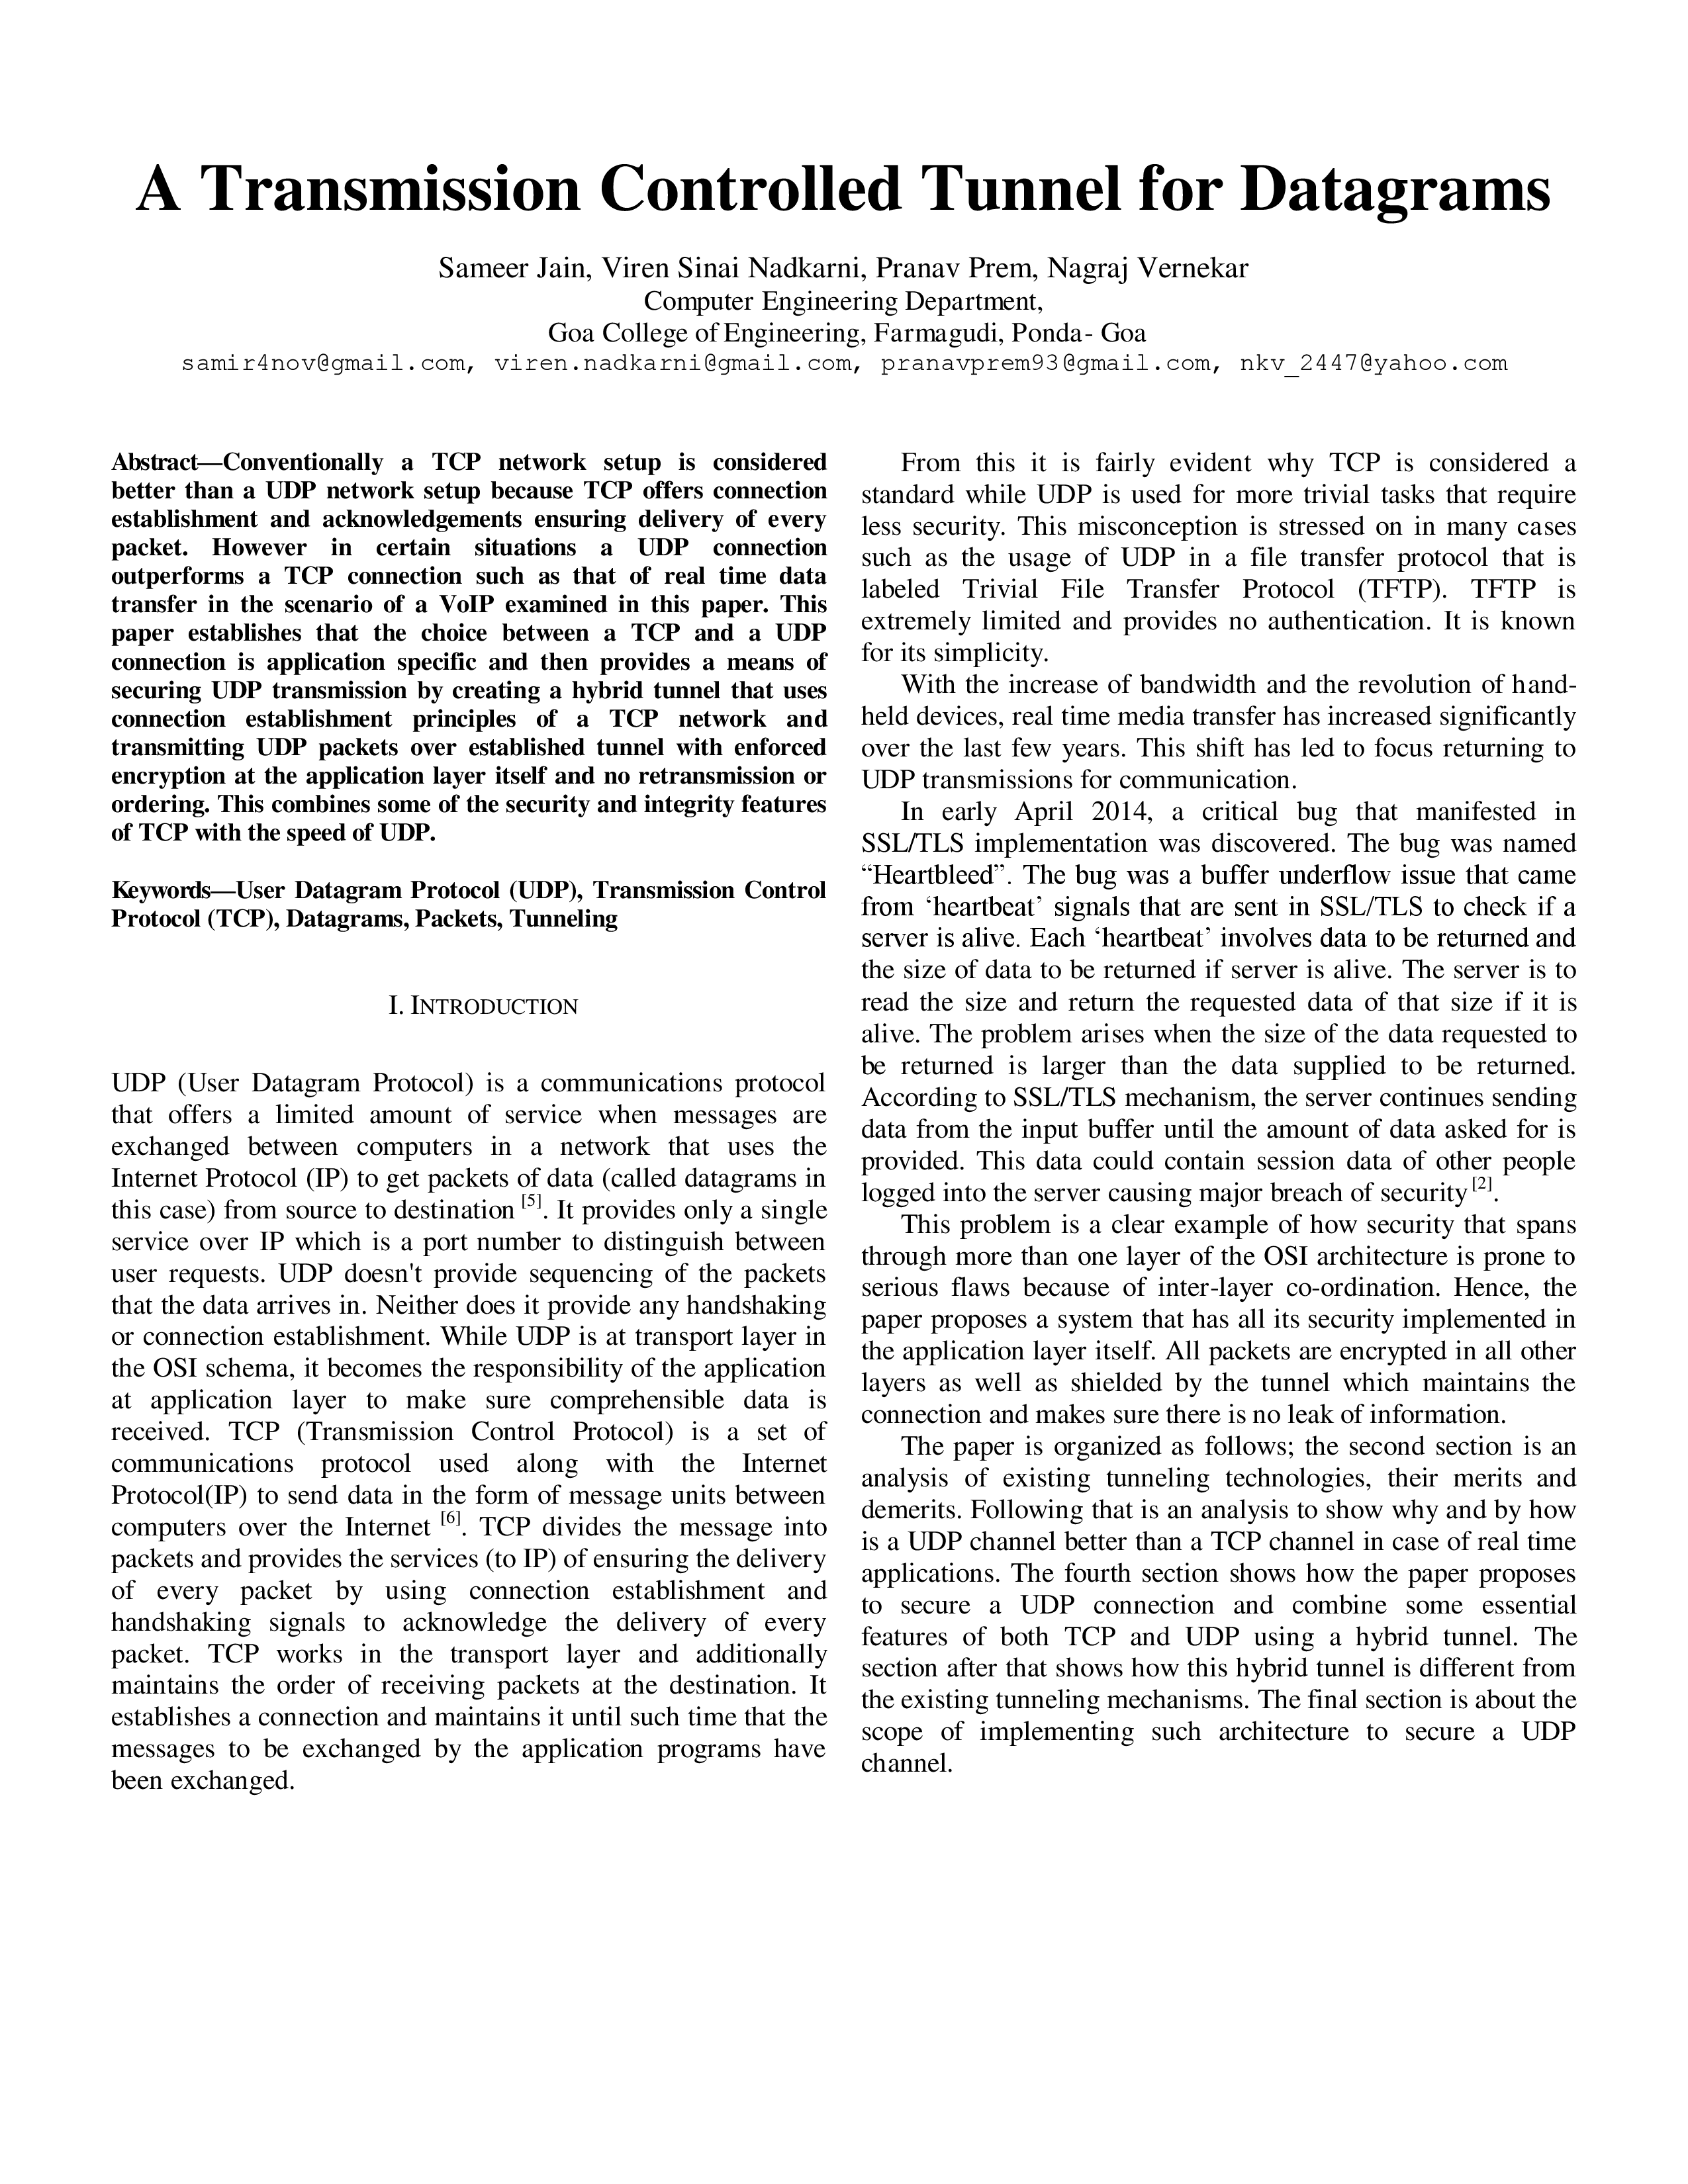 A Transmission Controlled Tunnel for Datagrams
Sameer Jain, Viren Sinai Nadkarni, Pranav Prem, Nagraj Vernekar
Computer Engineering Department,
Goa College of Engineering, Farmagudi, Ponda- Goa
samir4nov@gmail.com, viren.nadkarni@gmail.com, pranavprem93@gmail.com, nkv_2447@yahoo.com
Abstract—Conventionally a TCP network setup is considered
better than a UDP network setup because TCP offers connection
establishment and acknowledgements ensuring delivery of every
packet. However in certain situations a UDP connection
outperforms a TCP connection such as that of real time data
transfer in the scenario of a VoIP examined in this paper. This
paper establishes that the choice between a TCP and a UDP
connection is application specific and then provides a means of
securing UDP transmission by creating a hybrid tunnel that uses
connection establishment principles of a TCP network and
transmitting UDP packets over established tunnel with enforced
encryption at the application layer itself and no retransmission or
ordering. This combines some of the security and integrity features
of TCP with the speed of UDP.
Keywords—User Datagram Protocol (UDP), Transmission Control
Protocol (TCP), Datagrams, Packets, Tunneling
I. INTRODUCTION
UDP (User Datagram Protocol) is a communications protocol
that offers a limited amount of service when messages are
exchanged between computers in a network that uses the
Internet Protocol (IP) to get packets of data (called datagrams in
this case) from source to destination [5]. It provides only a single
service over IP which is a port number to distinguish between
user requests. UDP doesn't provide sequencing of the packets
that the data arrives in. Neither does it provide any handshaking
or connection establishment. While UDP is at transport layer in
the OSI schema, it becomes the responsibility of the application
at application layer to make sure comprehensible data is
received. TCP (Transmission Control Protocol) is a set of
communications protocol used along with the Internet
Protocol(IP) to send data in the form of message units between
computers over the Internet [6]. TCP divides the message into
packets and provides the services (to IP) of ensuring the delivery
of every packet by using connection establishment and
handshaking signals to acknowledge the delivery of every
packet. TCP works in the transport layer and additionally
maintains the order of receiving packets at the destination. It
establishes a connection and maintains it until such time that the
messages to be exchanged by the application programs have
been exchanged.
From this it is fairly evident why TCP is considered a
standard while UDP is used for more trivial tasks that require
less security. This misconception is stressed on in many cases
such as the usage of UDP in a file transfer protocol that is
labeled Trivial File Transfer Protocol (TFTP). TFTP is
extremely limited and provides no authentication. It is known
for its simplicity.
With the increase of bandwidth and the revolution of hand-
held devices, real time media transfer has increased significantly
over the last few years. This shift has led to focus returning to
UDP transmissions for communication.
In early April 2014, a critical bug that manifested in
SSL/TLS implementation was discovered. The bug was named
“Heartbleed”. The bug was a buffer underflow issue that came
from ‘heartbeat’ signals that are sent in SSL/TLS to check if a
server is alive. Each ‘heartbeat’ involves data to be returned and
the size of data to be returned if server is alive. The server is to
read the size and return the requested data of that size if it is
alive. The problem arises when the size of the data requested to
be returned is larger than the data supplied to be returned.
According to SSL/TLS mechanism, the server continues sending
data from the input buffer until the amount of data asked for is
provided. This data could contain session data of other people
logged into the server causing major breach of security [2].
This problem is a clear example of how security that spans
through more than one layer of the OSI architecture is prone to
serious flaws because of inter-layer co-ordination. Hence, the
paper proposes a system that has all its security implemented in
the application layer itself. All packets are encrypted in all other
layers as well as shielded by the tunnel which maintains the
connection and makes sure there is no leak of information.
The paper is organized as follows; the second section is an
analysis of existing tunneling technologies, their merits and
demerits. Following that is an analysis to show why and by how
is a UDP channel better than a TCP channel in case of real time
applications. The fourth section shows how the paper proposes
to secure a UDP connection and combine some essential
features of both TCP and UDP using a hybrid tunnel. The
section after that shows how this hybrid tunnel is different from
the existing tunneling mechanisms. The final section is about the
scope of implementing such architecture to secure a UDP
channel.